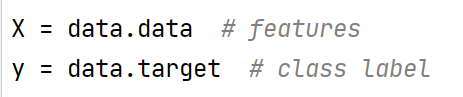 X = data.data  # features
y = data.target  # class label